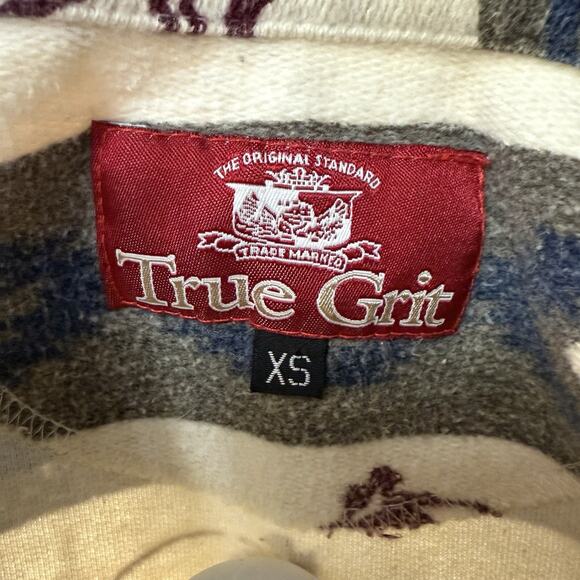 THE ORIGINAL STANDARD
TRADE MARKED
True Grit
XS